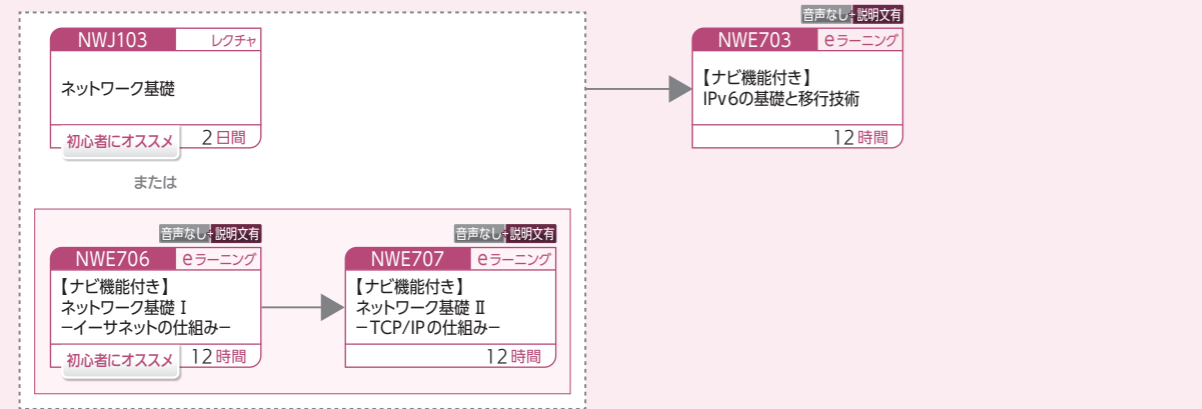 NWJ103 レクチャ
ネットワーク基礎
初心者にオススメ 2日間
または
音声なし+説明文有
NWE706 eラーニング
【ナビ機能付き】
ネットワーク基礎 Ⅰ
−イーサネットの仕組み−
初心者にオススメ 12時間
音声なし+説明文有
NWE707 eラーニング
【ナビ機能付き】
ネットワーク基礎 Ⅱ
−TCP/IPの仕組み−
12時間
音声なし+説明文有
NWE703 eラーニング
【ナビ機能付き】
IPv6の基礎と移行技術
12時間